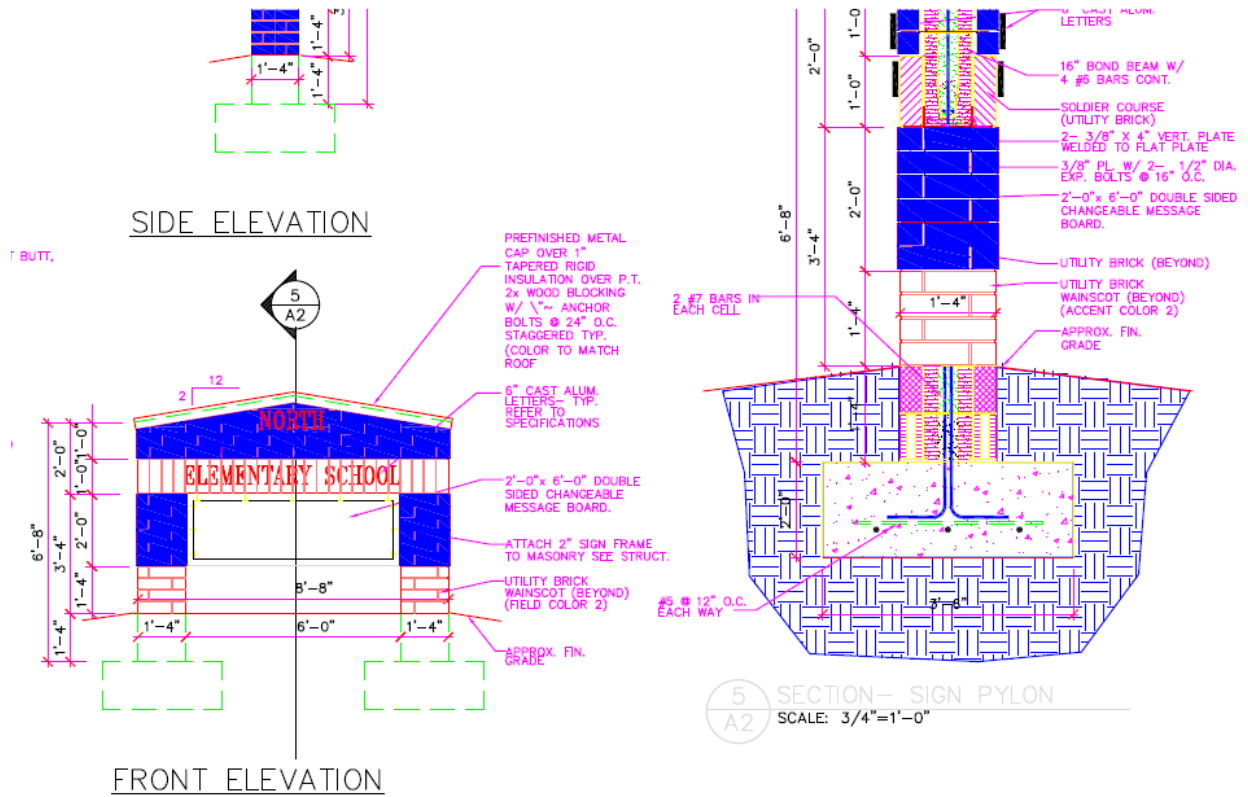 1'-4"
1'-4"
1'-4"
SIDE ELEVATION
T BUTT.
PREFINISHED METAL
CAP OVER 1"
TAPERED RIGID
INSULATION OVER P.T.
2x WOOD BLOCKING
W/ \"~ ANCHOR
BOLTS @ 24" O.C.
STAGGERED TYP.
(COLOR TO MATCH
ROOF
5
A2
12
2
6" CAST ALUM.
LETTERS- TYP.
REFER TO
SPECIFICATIONS
NORTH
ELEMENTARY SCHOOL
2'-0"x 6'-0" DOUBLE
SIDED CHANGEABLE
MESSAGE BOARD.
ATTACH 2" SIGN FRAME
TO MASONRY SEE STRUCT.
UTILITY BRICK
WAINSCOT (BEYOND)
(FIELD COLOR 2)
APPROX. FIN.
GRADE
6'-8"
2'-0"
3'-4"
1'-4"
1'-0"
1'-0"
2'-0"
1'-4"
8'-8"
1'-4"
6'-0"
1'-4"
FRONT ELEVATION
CAST ALUM.
LETTERS
16" BOND BEAM W/
4 #6 BARS CONT.
SOLDIER COURSE
(UTILITY BRICK)
2- 3/8" X 4" VERT. PLATE
WELDED TO FLAT PLATE
3/8" PL. W/ 2- 1/2" DIA.
EXP. BOLTS @ 16" O.C.
2'-0"x 6'-0" DOUBLE SIDED
CHANGEABLE MESSAGE
BOARD.
UTILITY BRICK (BEYOND)
UTILITY BRICK
WAINSCOT (BEYOND)
(ACCENT COLOR 2)
APPROX. FIN.
GRADE
2 #7 BARS IN
EACH CELL
#5 @ 12" O.C.
EACH WAY
2'-0"
1'-0"
1'-0"
6'-8"
3'-4"
2'-0"
1'-4"
1'-4"
2'-0"
3'-8"
5
A2
SECTION- SIGN PYLON
SCALE: 3/4"=1'-0"